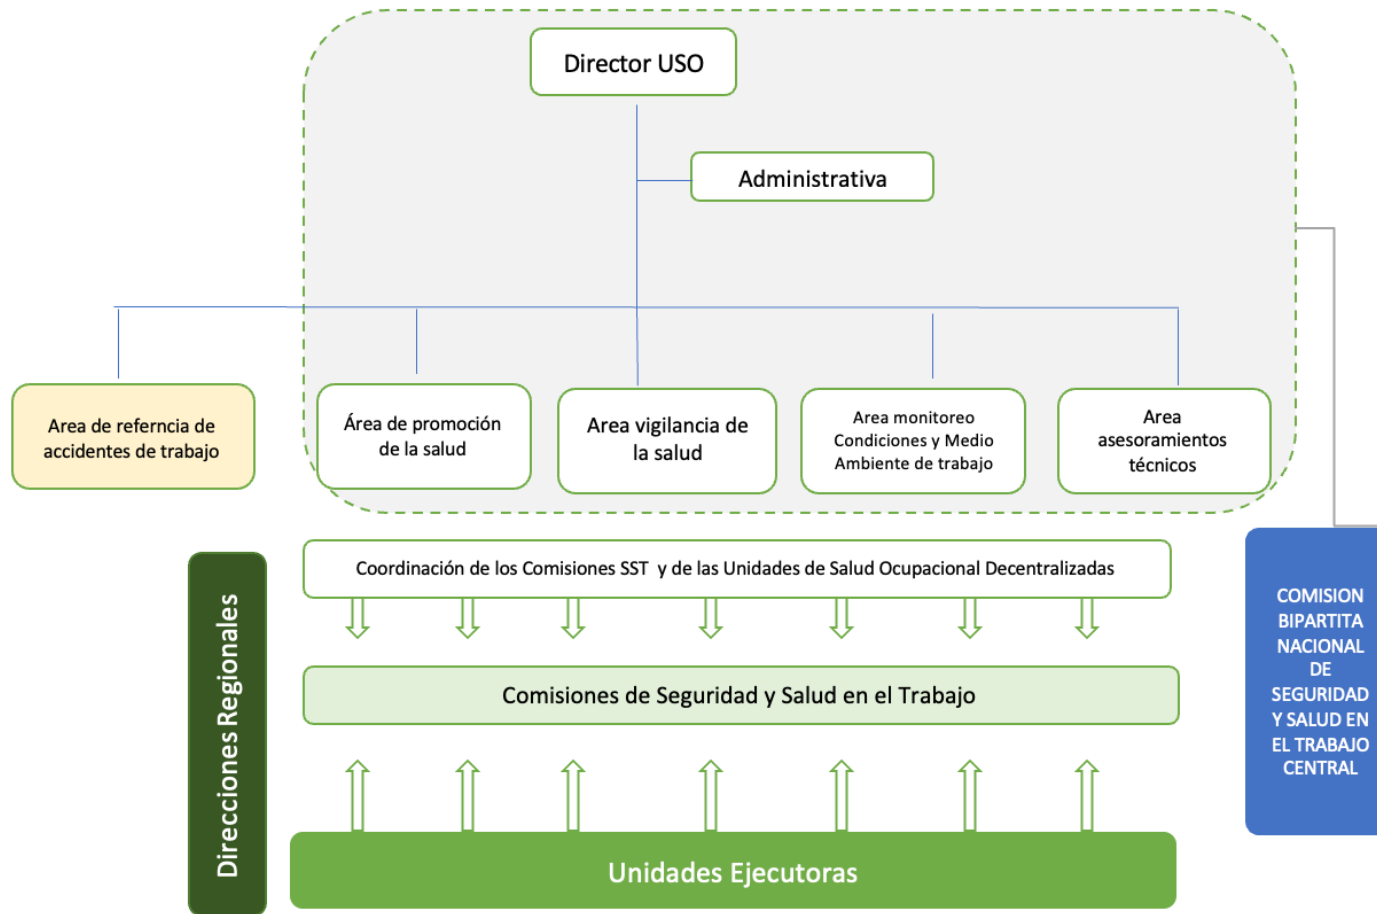 Director USO
Administrativa
Area de referncia de
accidentes de trabajo
Área de promoción
de la salud
Area vigilancia de
la salud
Area monitoreo
Condiciones y Medio
Ambiente de trabajo
Area
asesoramientos
técnicos
Direcciones Regionales
Coordinación de los Comisiones SST y de las Unidades de Salud Ocupacional Decentralizadas
Comisiones de Seguridad y Salud en el Trabajo
Unidades Ejecutoras
COMISION
BIPARTITA
NACIONAL
DE
SEGURIDAD
Y SALUD EN
EL TRABAJO
CENTRAL